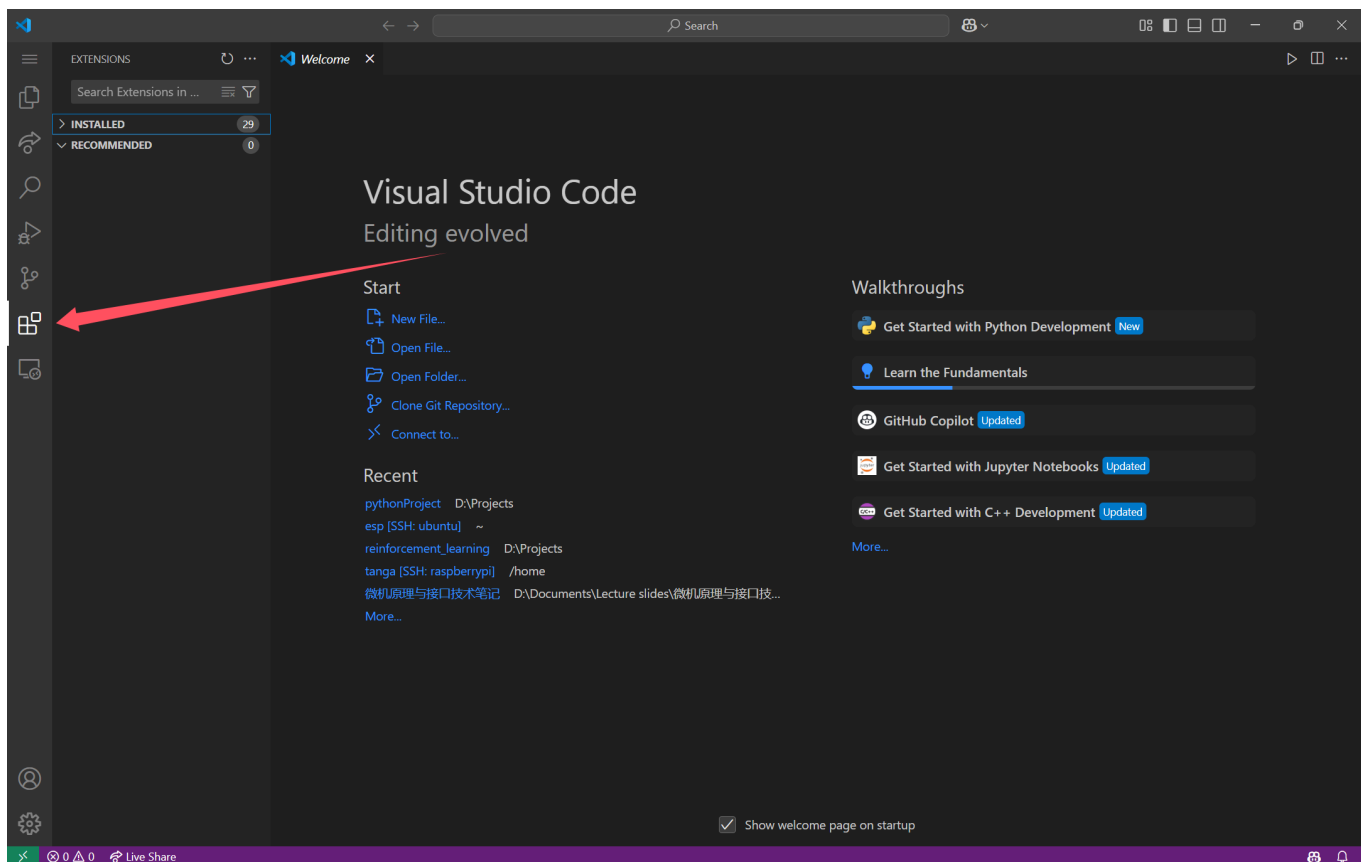 Search
EXTENSIONS
Welcome
Search Extensions in ...
INSTALLED 29
RECOMMENDED 0
Visual Studio Code
Editing evolved
Start
New File...
Open File...
Open Folder...
Clone Git Repository...
Connect to...
Recent
pythonProject D:\Projects
esp [SSH: ubuntu] ~
reinforcement_learning D:\Projects
tanga [SSH: raspberrypi] /home
微机原理与接口技术笔记 D:\Documents\Lecture slides\微机原理与接口技...
More...
Walkthroughs
Get Started with Python Development New
Learn the Fundamentals
GitHub Copilot Updated
Get Started with Jupyter Notebooks Updated
Get Started with C++ Development Updated
More...
Show welcome page on startup
0 0 Live Share